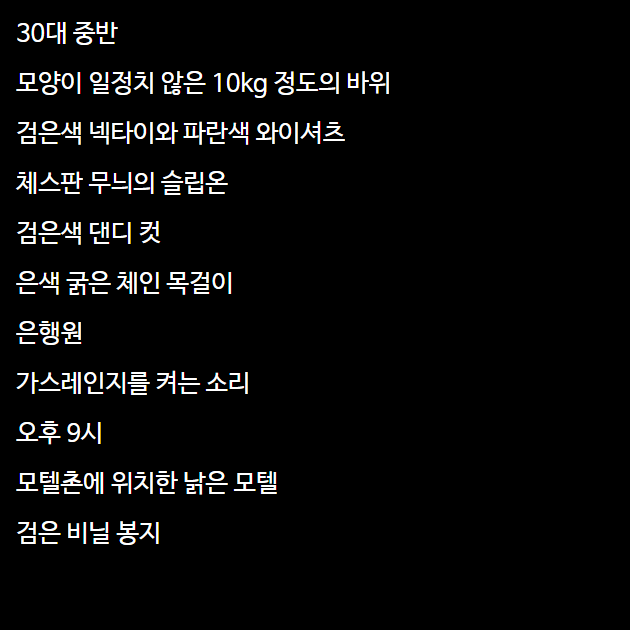 30대 중반
모양이 일정치 않은 10kg 정도의 바위
검은색 넥타이와 파란색 와이셔츠
체스판 무늬의 슬립온
검은색 댄디 컷
은색 굵은 체인 목걸이
은행원
가스레인지를 켜는 소리
오후 9시
모텔촌에 위치한 낡은 모텔
검은 비닐 봉지